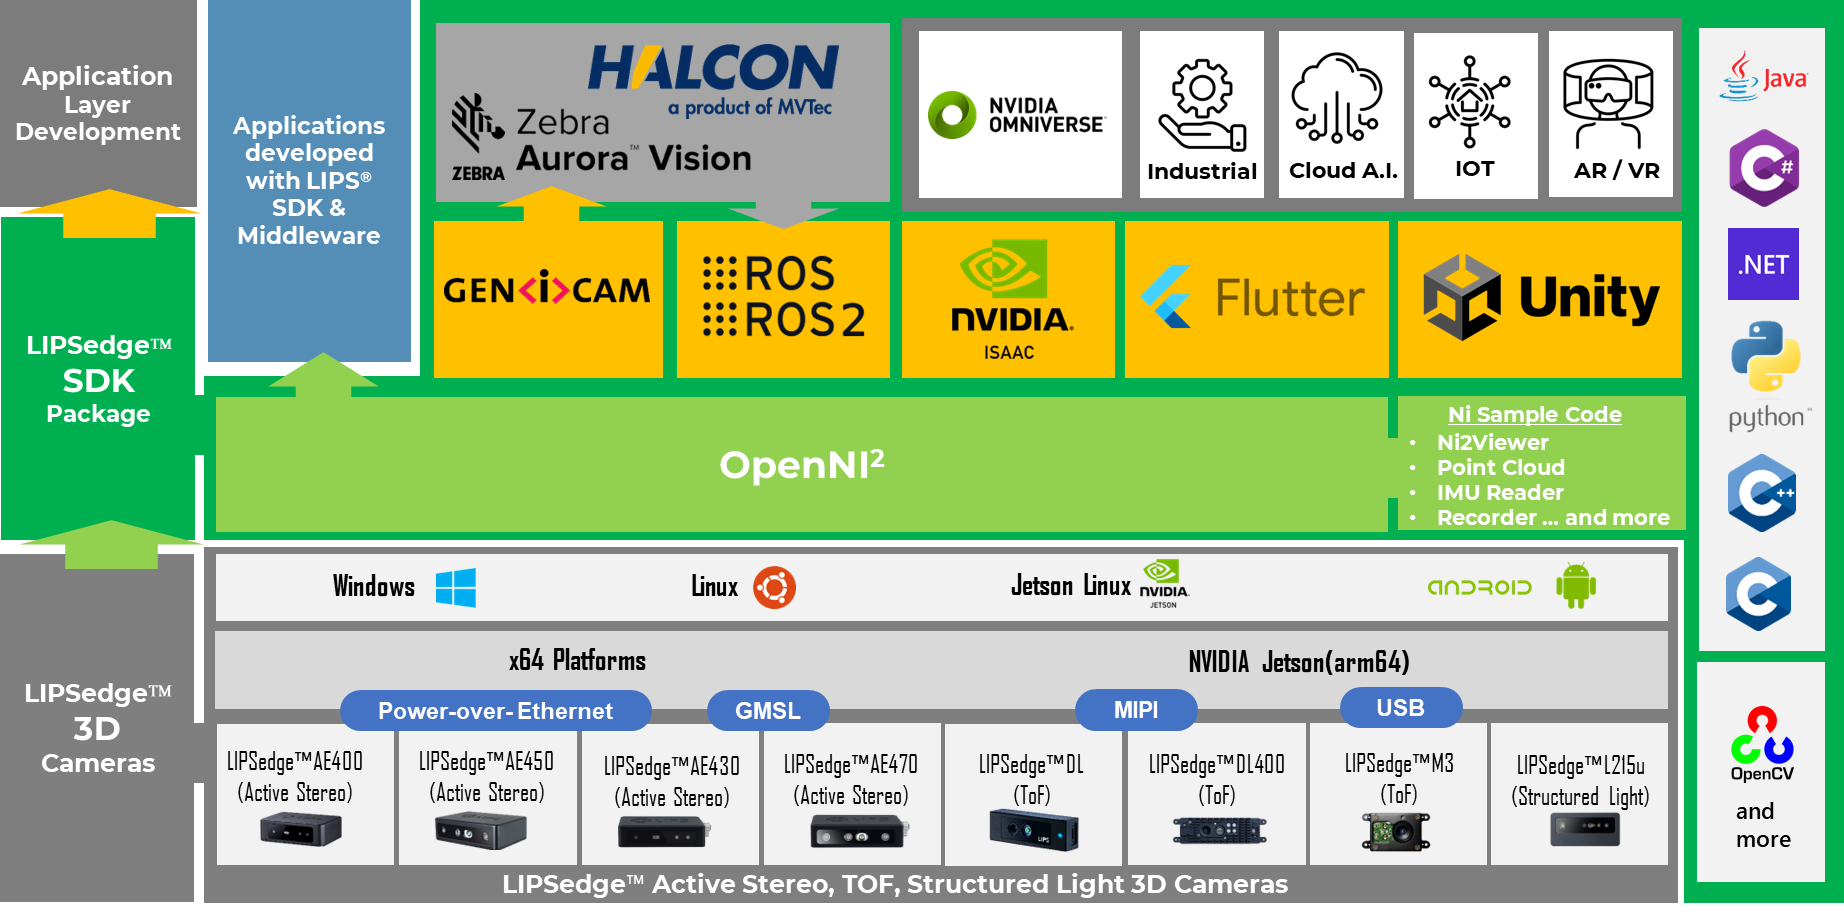 Application
Layer
Development
LIPSedge™
SDK
Package
LIPSedge™
3D
Cameras
Applications
developed
with LIPS®
SDK &
Middleware
HALCON
a product of MVTec
ZEBRA
Zebra
Aurora™ Vision
NVIDIA
OMNIVERSE™
Industrial
Cloud A.I.
IOT
AR / VR
GEN<i>CAM
ROS
ROS 2
NVIDIA.
ISAAC
Flutter
Unity
OpenNI²
Ni Sample Code
• Ni2Viewer
• Point Cloud
• IMU Reader
• Recorder ... and more
Windows
Linux
Jetson Linux
NVIDIA.
JETSON
ANDROID
x64 Platforms
NVIDIA Jetson(arm64)
Power-over-Ethernet
GMSL
MIPI
USB
LIPSedge™AE400
(Active Stereo)
LIPSedge™AE450
(Active Stereo)
LIPSedge™AE430
(Active Stereo)
LIPSedge™AE470
(Active Stereo)
LIPSedge™DL
(ToF)
LIPS
LIPSedge™DL400
(ToF)
LIPSedge™M3
(ToF)
LIPSedge™L215u
(Structured Light)
LIPSedge™ Active Stereo, TOF, Structured Light 3D Cameras
Java
C#
.NET
python™
C++
C
OpenCV
and
more